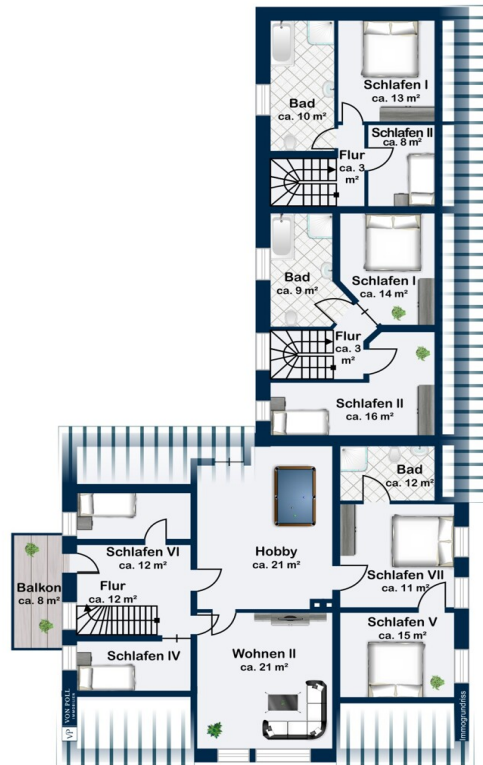 Schlafen I
ca. 13 m²
Bad
ca. 10 m²
Schlafen II
ca. 8 m²
Flur
ca. 3
m²
Bad
ca. 9 m²
Schlafen I
ca. 14 m²
Flur
ca. 3
m²
Schlafen II
ca. 16 m²
Bad
ca. 12 m²
Hobby
ca. 21 m²
Schlafen VI
ca. 12 m²
Schlafen VII
ca. 11 m²
Balkon
ca. 8 m²
Flur
ca. 12 m²
Schlafen V
ca. 15 m²
Schlafen IV
Wohnen II
ca. 21 m²
VP VON POLL
IMMOBILIEN
Immogrundriss